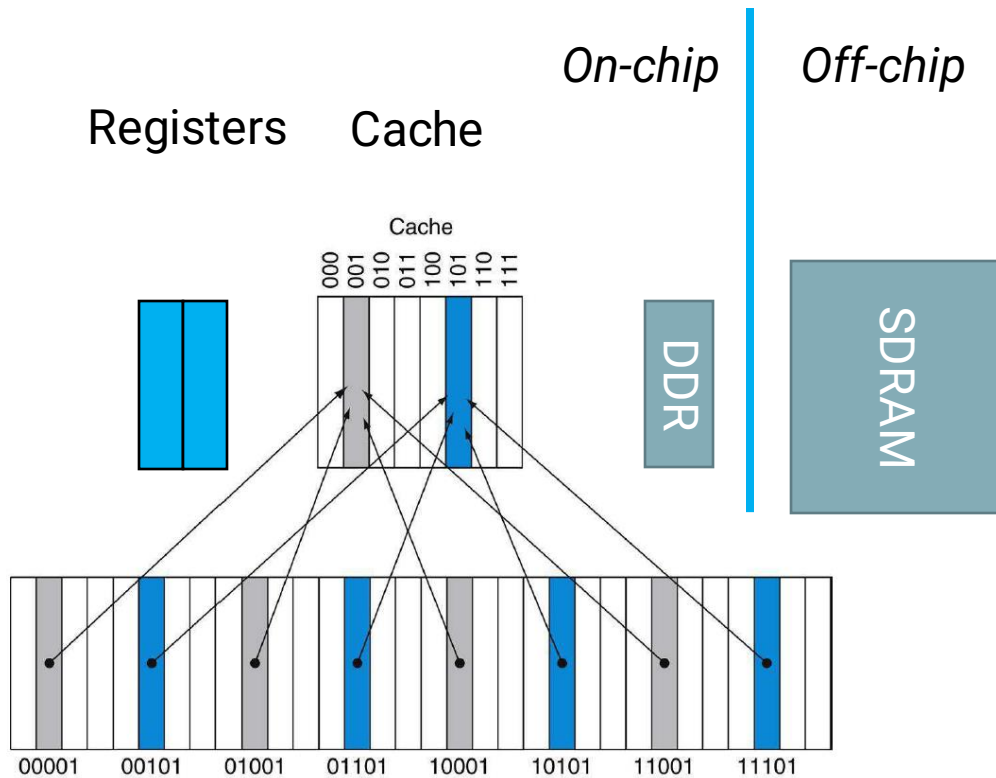 On-chip Off-chip
Registers Cache
Cache
000 001 010 011 100 101 110 111
DDR
SDRAM
00001 00101 01001 01101 10001 10101 11001 11101